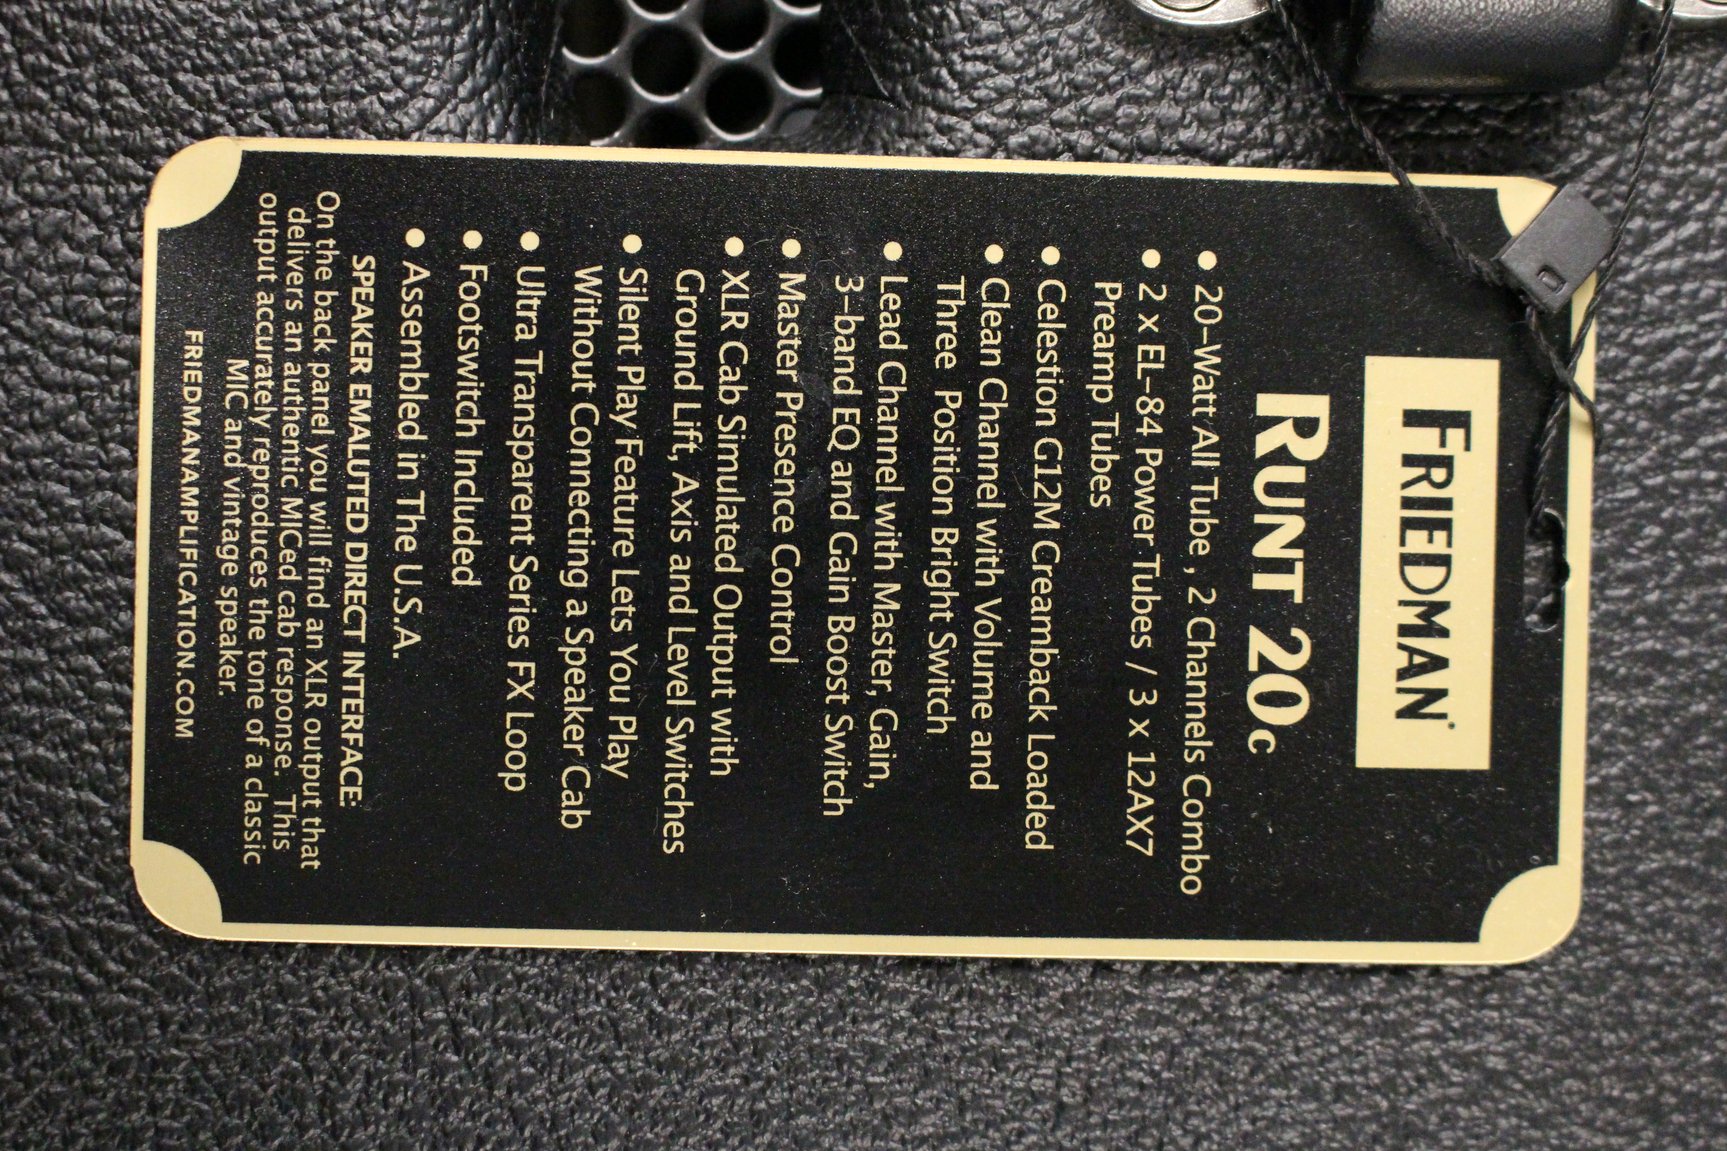 FRIEDMAN
RUNT 20C
• 20-Watt All Tube, 2 Channels Combo
• 2 x EL-84 Power Tubes / 3 x 12AX7
Preamp Tubes
• Celestion G12M Creamback Loaded
• Clean Channel with Volume and
Three Position Bright Switch
• Lead Channel with Master, Gain,
3-band EQ and Gain Boost Switch
• Master Presence Control
• XLR Cab Simulated Output with
Ground Lift, Axis and Level Switches
• Silent Play Feature Lets You Play
Without Connecting a Speaker Cab
• Ultra Transparent Series FX Loop
• Footswitch Included
• Assembled in The U.S.A.
SPEAKER EMALUTED DIRECT INTERFACE:
On the back panel you will find an XLR output that
delivers an authentic MICed cab response. This
output accurately reproduces the tone of a classic
MIC and vintage speaker.
FRIEDMANAMPLIFICATION.COM